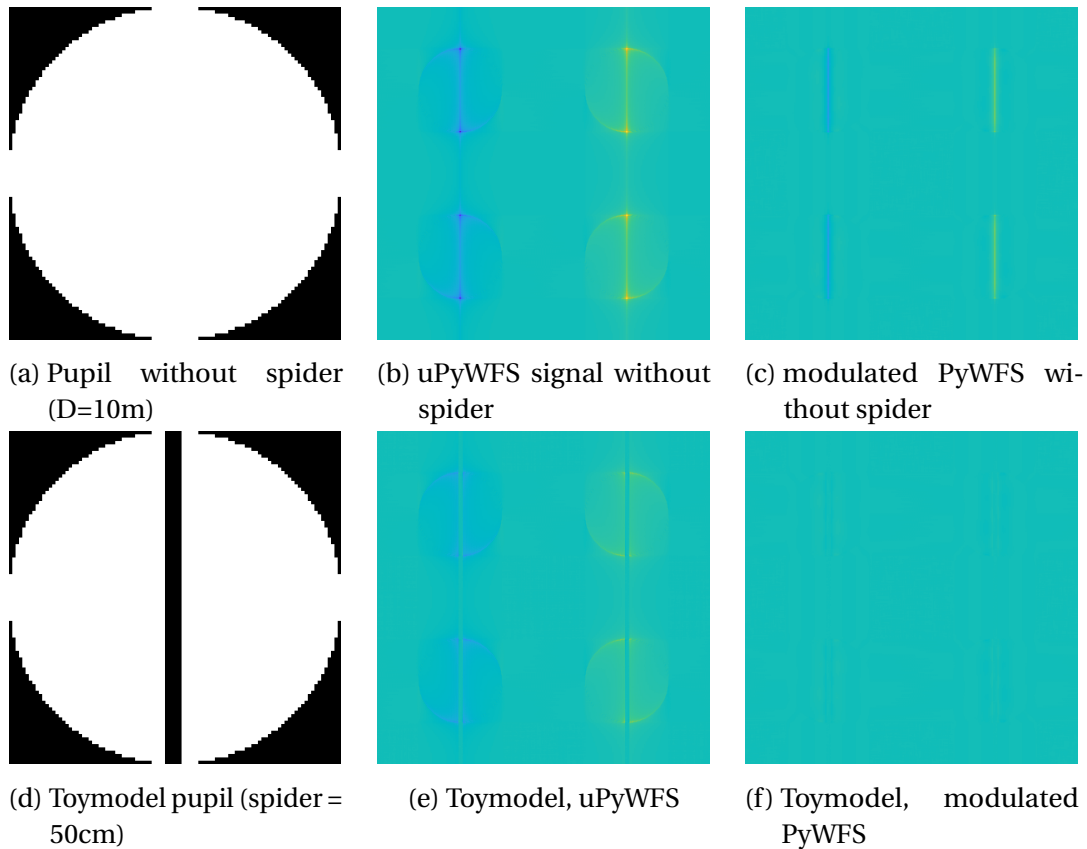 (a) Pupil without spider
(D=10m)
(b) uPyWFS signal without
spider
(c) modulated PyWFS wi-
thout spider
(d) Toymodel pupil (spider =
50cm)
(e) Toymodel, uPyWFS
(f) Toymodel, modulated
PyWFS